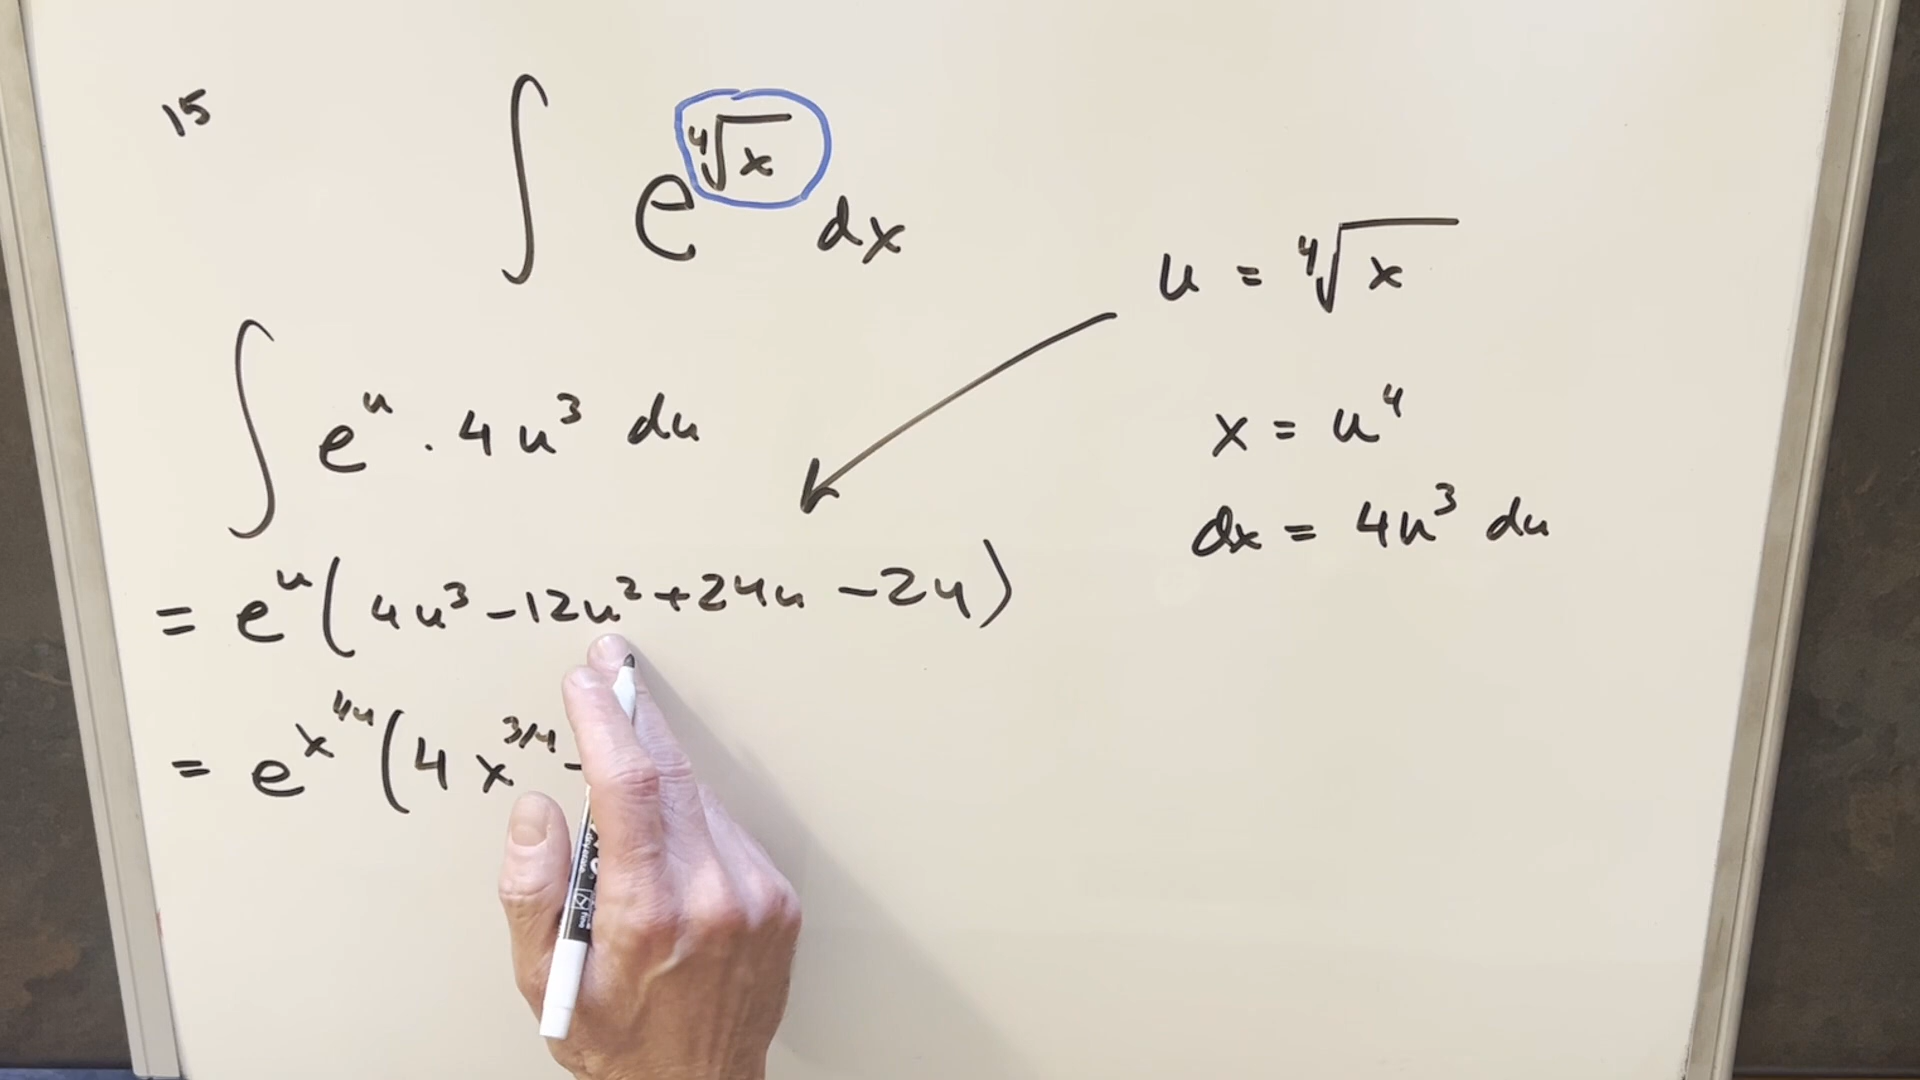 15
∫ e^{⁴√x} dx
u = ⁴√x
∫ e^u · 4u³ du
x = u⁴
dx = 4u³ du
= e^u (4u³ - 12u² + 24u - 24)
= e^{x^{1/4}} (4x^{3/4} -